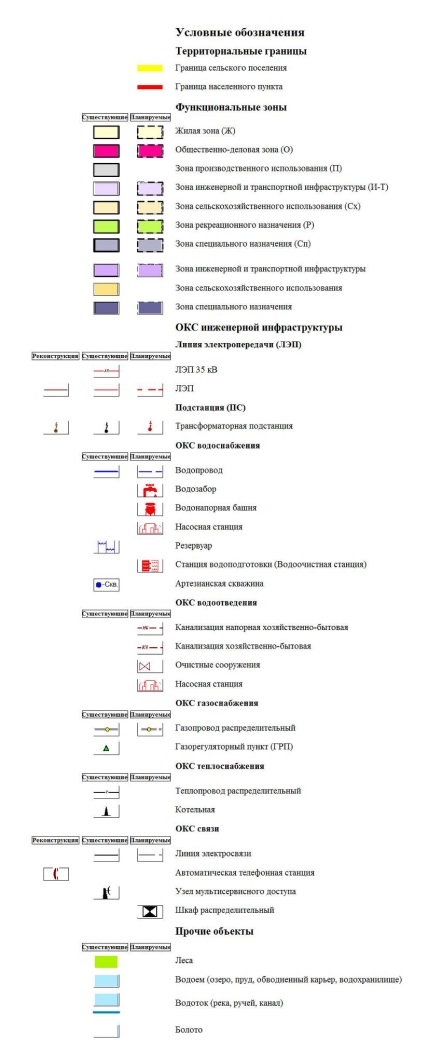 Условные обозначения
Территориальные границы
Граница сельского поселения
Граница населенного пункта
Функциональные зоны
Существующие Планируемые
Жилая зона (Ж)
Общественно-деловая зона (О)
Зона производственного использования (П)
Зона инженерной и транспортной инфраструктуры (И-Т)
Зона сельскохозяйственного использования (Сх)
Зона рекреационного назначения (Р)
Зона специального назначения (Сп)
Зона инженерной и транспортной инфраструктуры
Зона сельскохозяйственного использования
Зона специального назначения
ОКС инженерной инфраструктуры
Линия электропередачи (ЛЭП)
Реконструкция Существующие Планируемые
ЛЭП 35 кВ
ЛЭП
Подстанция (ПС)
Трансформаторная подстанция
ОКС водоснабжения
Существующие Планируемые
Водопровод
Водозабор
Водонапорная башня
Насосная станция
Резервуар
Станция водоподготовки (Водоочистная станция)
-Скв. Артезианская скважина
ОКС водоотведения
Существующие Планируемые
Канализация напорная хозяйственно-бытовая
Канализация хозяйственно-бытовая
Очистные сооружения
Насосная станция
ОКС газоснабжения
Существующие Планируемые
Газопровод распределительный
Газорегуляторный пункт (ГРП)
ОКС теплоснабжения
Существующие Планируемые
Теплопровод распределительный
Котельная
ОКС связи
Реконструкция Существующие Планируемые
Линия электросвязи
Автоматическая телефонная станция
Узел мультисервисного доступа
Шкаф распределительный
Прочие объекты
Существующие Планируемые
Леса
Водоем (озеро, пруд, обводненный карьер, водохранилище)
Водоток (река, ручей, канал)
Болото